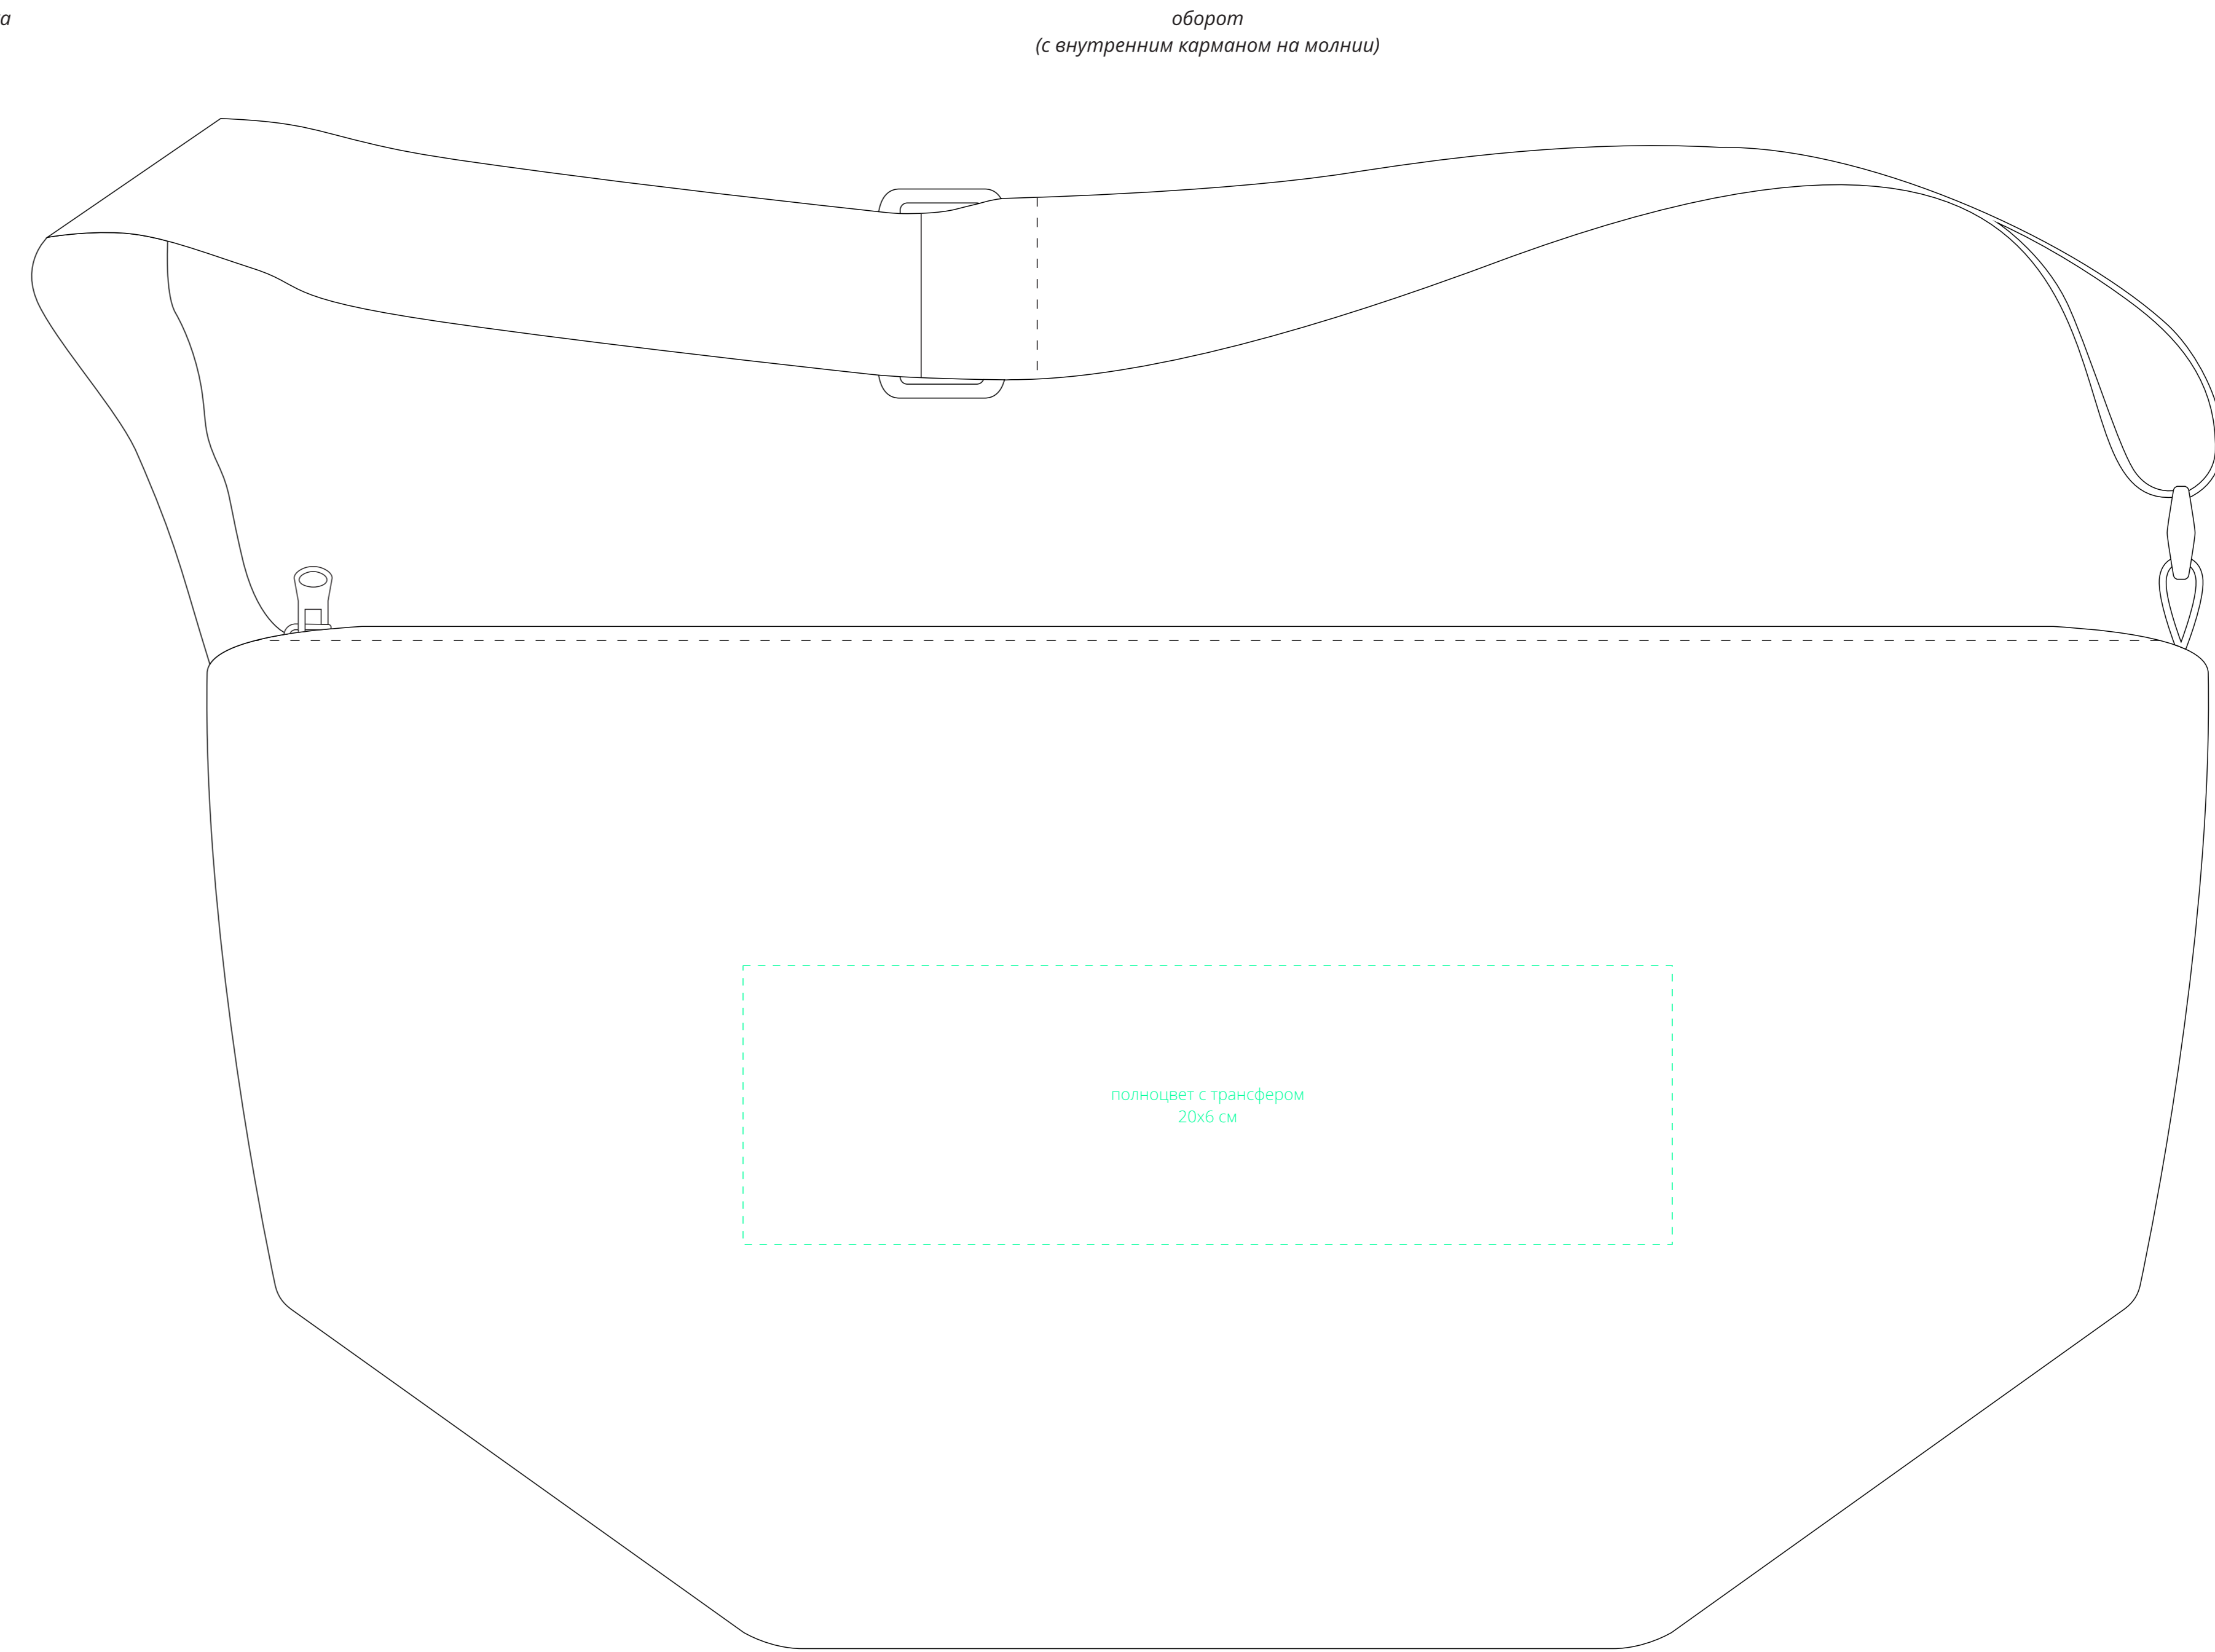 а
оборот
(с внутренним карманом на молнии)
полноцвет с трансфером
20х6 см